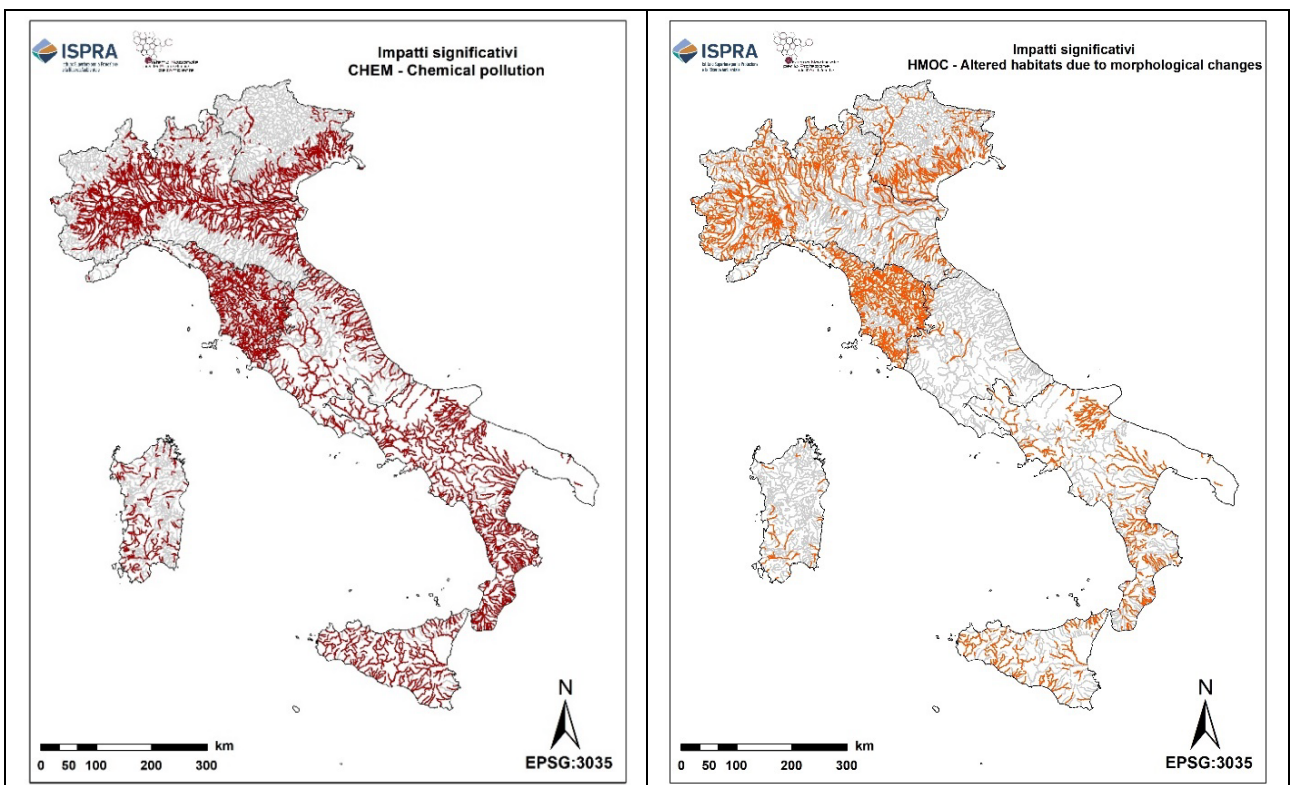 ISPRA
Impatti significativi
CHEM - Chemical pollution
N
km
0 50 100 200 300
EPSG:3035
ISPRA
Impatti significativi
HMOC - Altered habitats due to morphological changes
N
km
0 50 100 200 300
EPSG:3035